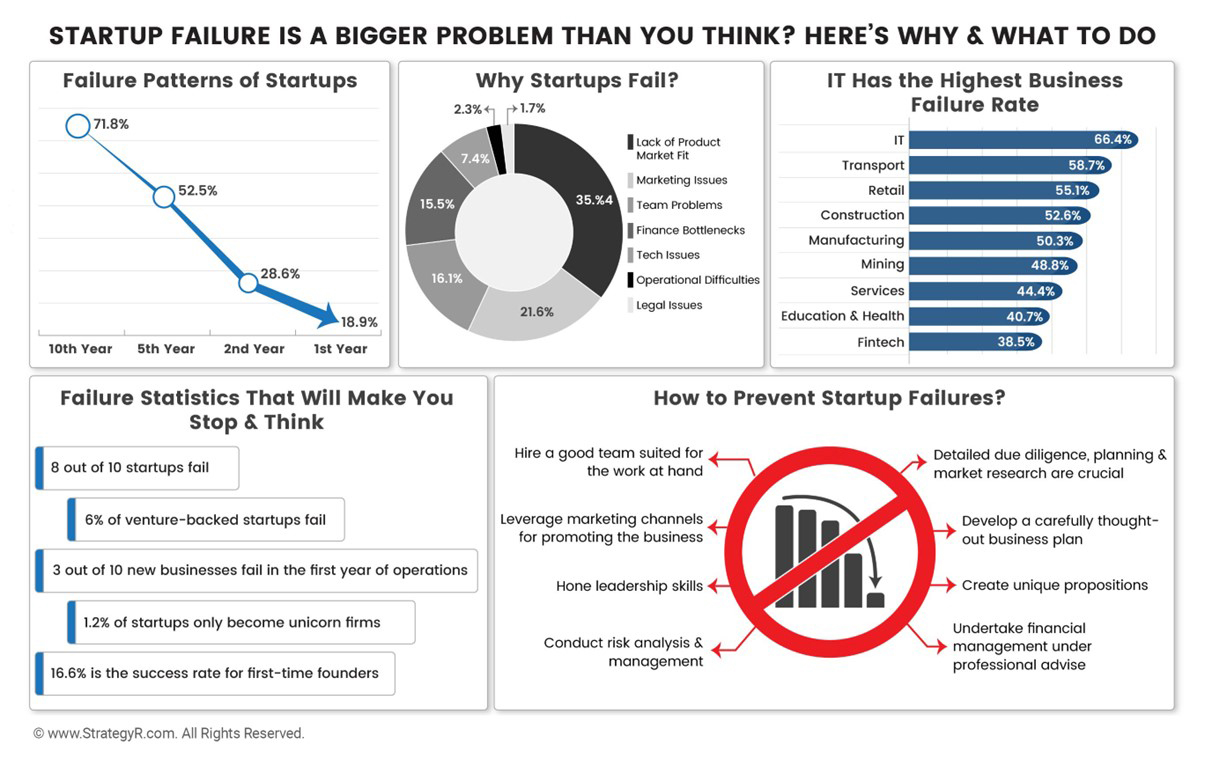 STARTUP FAILURE IS A BIGGER PROBLEM THAN YOU THINK? HERE'S WHY & WHAT TO DO
Failure Patterns of Startups
71.8%
52.5%
28.6%
18.9%
10th Year
5th Year
2nd Year
1st Year
Why Startups Fail?
2.3%
1.7%
7.4%
35.%4
15.5%
16.1%
21.6%
Lack of Product
Market Fit
Marketing Issues
Team Problems
Finance Bottlenecks
Tech Issues
Operational Difficulties
Legal Issues
IT Has the Highest Business
Failure Rate
IT 66.4%
Transport 58.7%
Retail 55.1%
Construction 52.6%
Manufacturing 50.3%
Mining 48.8%
Services 44.4%
Education & Health 40.7%
Fintech 38.5%
Failure Statistics That Will Make You
Stop & Think
8 out of 10 startups fail
6% of venture-backed startups fail
3 out of 10 new businesses fail in the first year of operations
1.2% of startups only become unicorn firms
16.6% is the success rate for first-time founders
How to Prevent Startup Failures?
Hire a good team suited for
the work at hand
Leverage marketing channels
for promoting the business
Hone leadership skills
Conduct risk analysis &
management
Detailed due diligence, planning &
market research are crucial
Develop a carefully thought-
out business plan
Create unique propositions
Undertake financial
management under
professional advise
© www.StrategyR.com. All Rights Reserved.